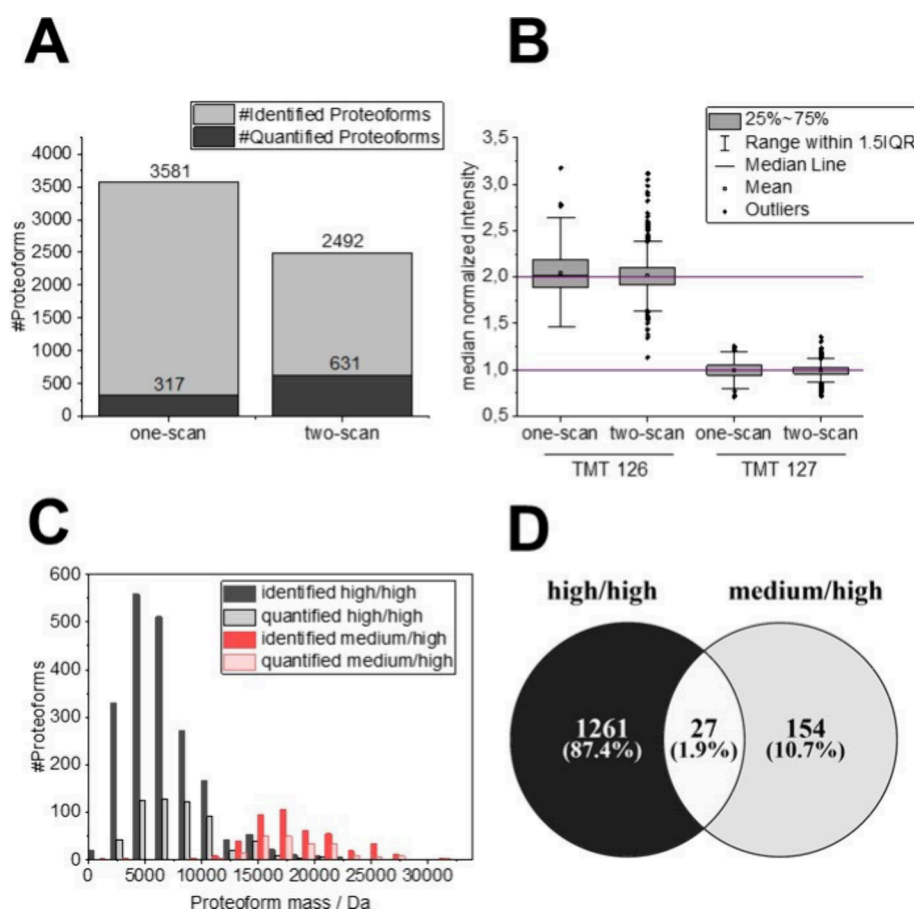 A
#Identified Proteoforms
#Quantified Proteoforms
4000
3500
3000
2500
2000
1500
1000
500
0
#Proteoforms
3581
317
2492
631
one-scan
two-scan
B
25%~75%
Range within 1.5IQR
Median Line
Mean
Outliers
3,5
3,0
2,5
2,0
1,5
1,0
0,5
median normalized intensity
one-scan two-scan one-scan two-scan
TMT 126
TMT 127
C
identified high/high
quantified high/high
identified medium/high
quantified medium/high
600
500
400
300
200
100
0
#Proteoforms
0 5000 10000 15000 20000 25000 30000
Proteoform mass / Da
D
high/high
medium/high
1261
(87.4%)
27
(1.9%)
154
(10.7%)